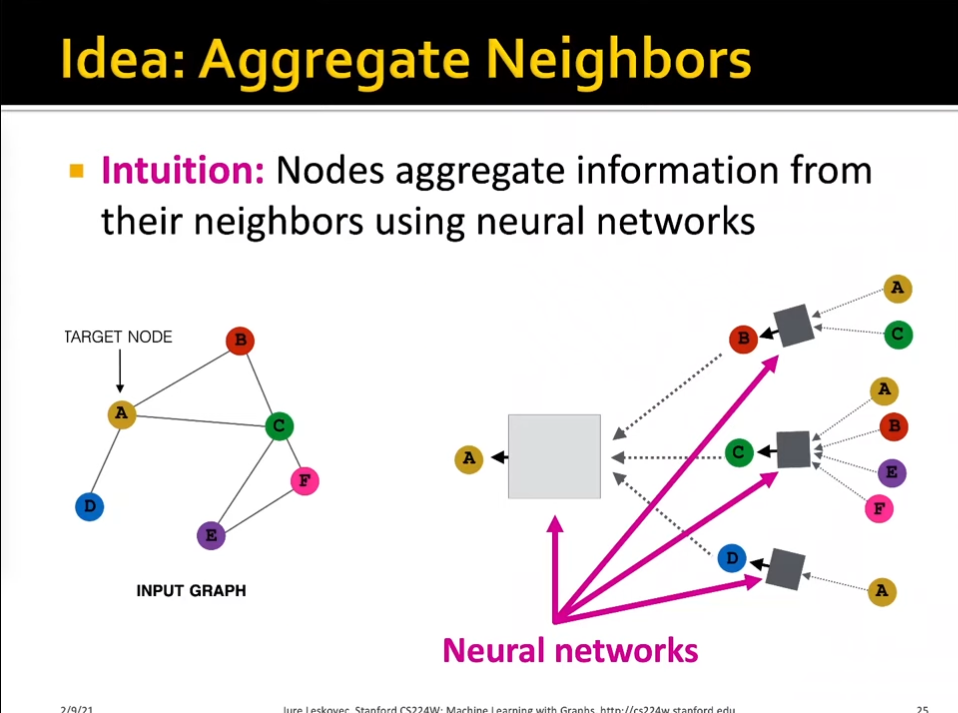 Idea: Aggregate Neighbors
Intuition: Nodes aggregate information from
their neighbors using neural networks
TARGET NODE
B
A
C
F
D
E
INPUT GRAPH
A
B
C
D
A
C
A
B
E
F
A
Neural networks
2/9/21
Jure Leskovec, Stanford CS224W: Machine Learning with Graphs, http://cs224w.stanford.edu
25